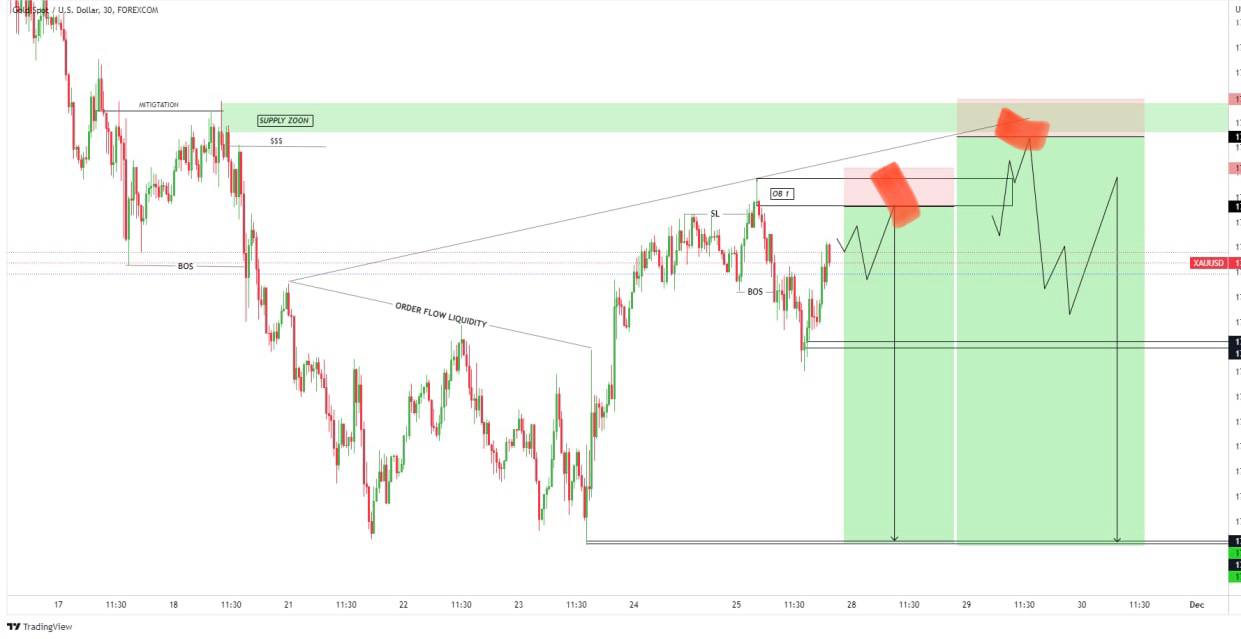 Gold Spot / U.S. Dollar, 30, FOREXCOM
MITIGTATION
SUPPLY ZOON
$$$
BOS
ORDER FLOW LIQUIDITY
SL
BOS
OB 1
XAUUSD
17 11:30 18 11:30 21 11:30 22 11:30 23 11:30 24 25 11:30 28 11:30 29 11:30 30 11:30 Dec
TradingView